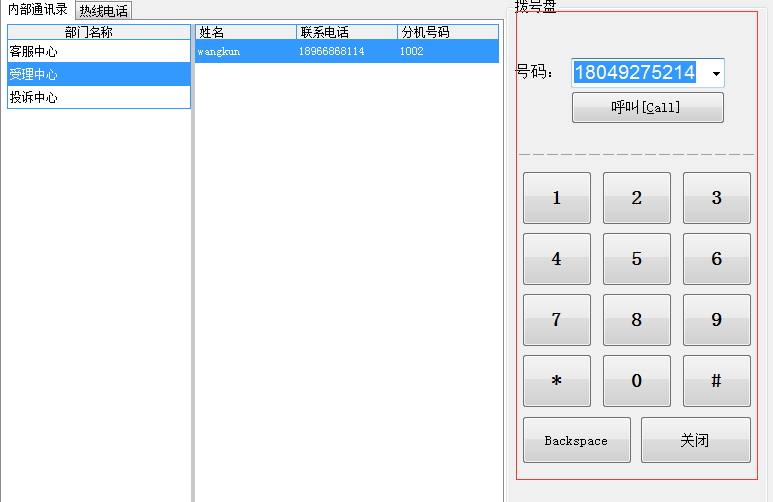 内部通讯录 热线电话
部门名称
客服中心
受理中心
投诉中心
姓名 联系电话 分机号码
wangkun 18966868114 1002
拨号盘
号码： 18049275214
呼叫[Call]
1 2 3
4 5 6
7 8 9
* 0 #
Backspace 关闭